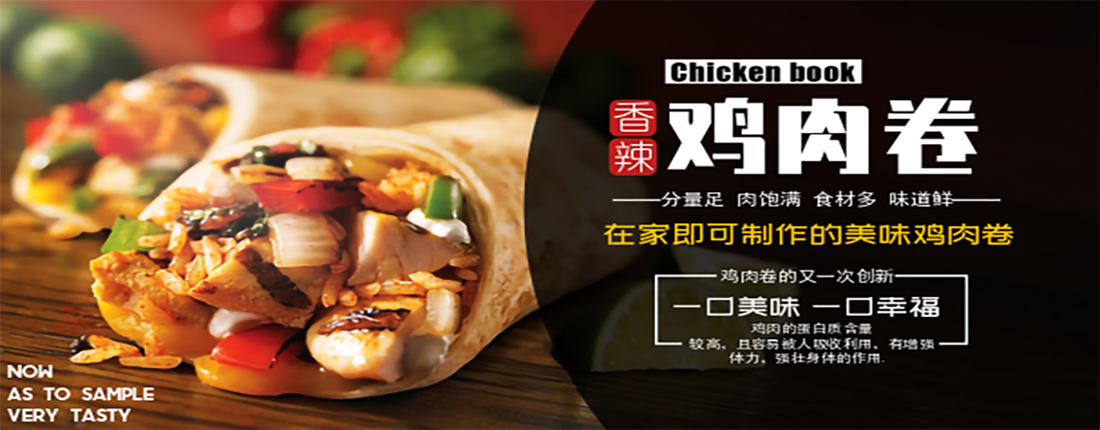 Chicken book
香辣
鸡肉卷
分量足 肉饱满 食材多 味道鲜
在家即可制作的美味鸡肉卷
鸡肉卷的又一次创新
一口美味 一口幸福
鸡肉的蛋白质含量
较高，且容易被人吸收利用，有增强
体力、强壮身体的作用.
NOW
AS TO SAMPLE
VERY TASTY